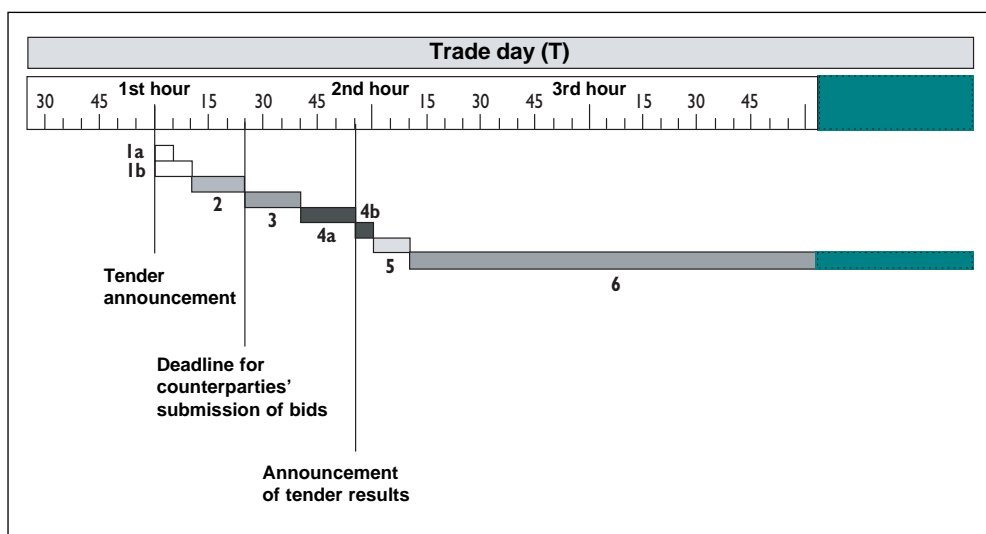 Trade day (T)
1st hour 2nd hour 3rd hour
30 45 15 30 45 15 30 45 15 30 45
1a
1b
2
3
4a
4b
5
6
Tender
announcement
Deadline for
counterparties’
submission of bids
Announcement
of tender results